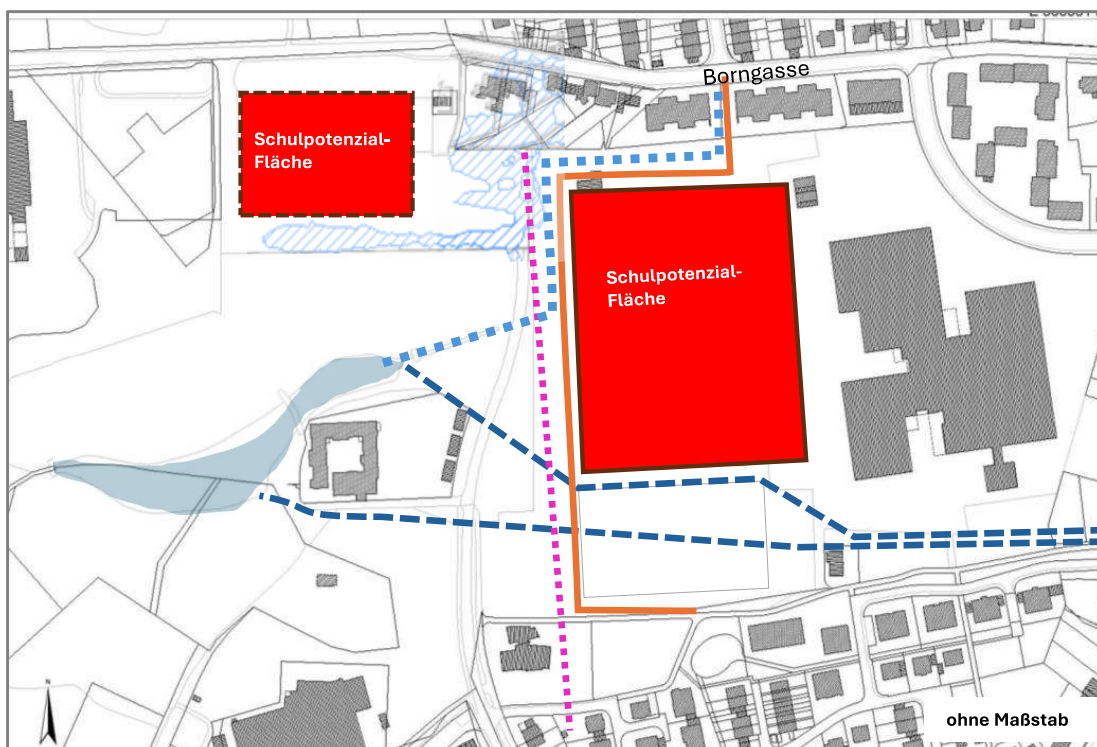 Borngasse
Schulpotenzial-
Fläche
Schulpotenzial-
Fläche
N
ohne Maßstab